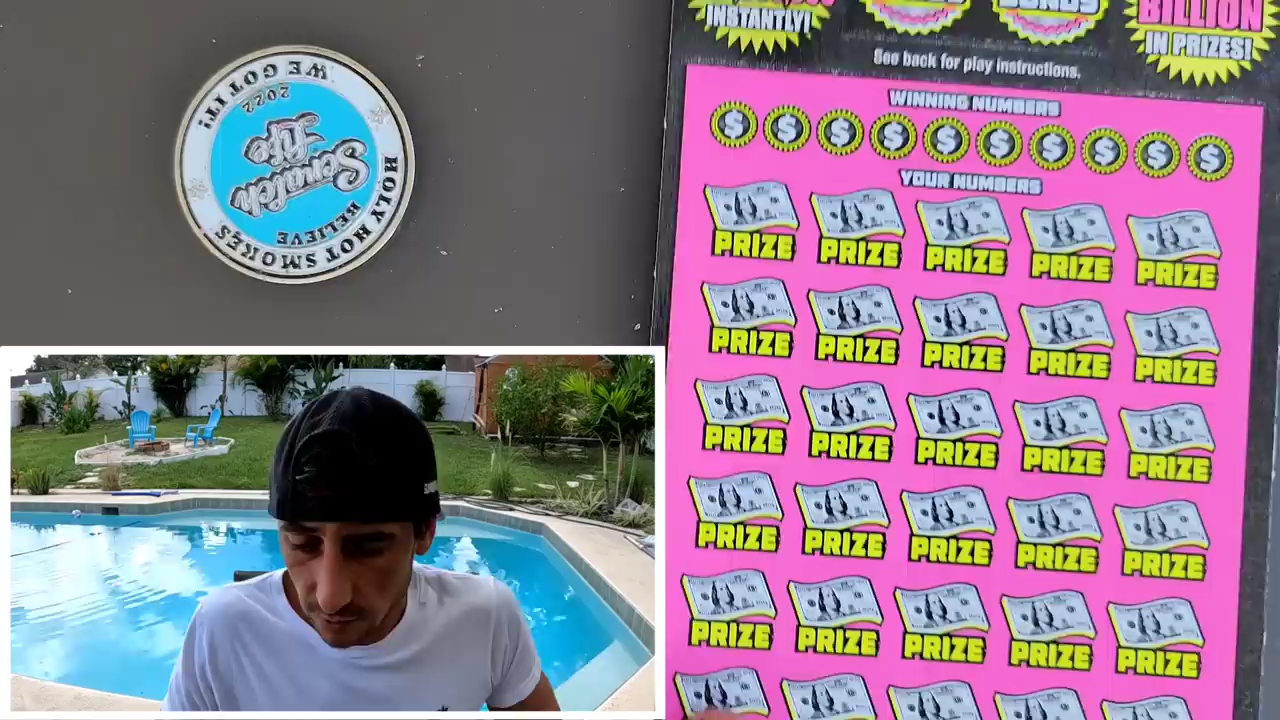 WE GOT IT!
2022
Scratch
Life
BELIEVE
HOLY HOT SMOKES
INSTANTLY!
BONUS
BILLION
IN PRIZES!
See back for play instructions.
WINNING NUMBERS
$ $ $ $ $ $ $ $ $ $
YOUR NUMBERS
PRIZE PRIZE PRIZE PRIZE PRIZE
PRIZE PRIZE PRIZE PRIZE PRIZE
PRIZE PRIZE PRIZE PRIZE PRIZE
PRIZE PRIZE PRIZE PRIZE PRIZE
PRIZE PRIZE PRIZE PRIZE PRIZE